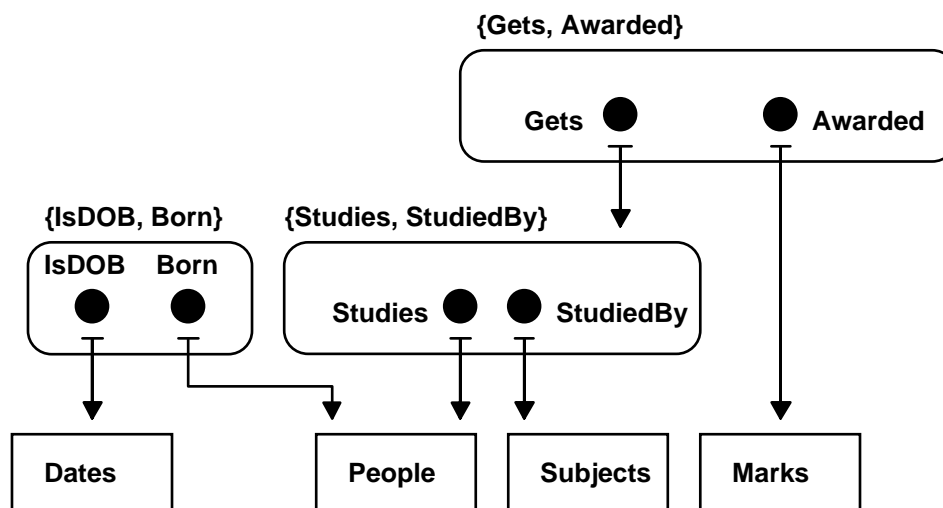 {Gets, Awarded}
Gets Awarded
{IsDOB, Born} {Studies, StudiedBy}
IsDOB Born
Studies StudiedBy
Dates People Subjects Marks